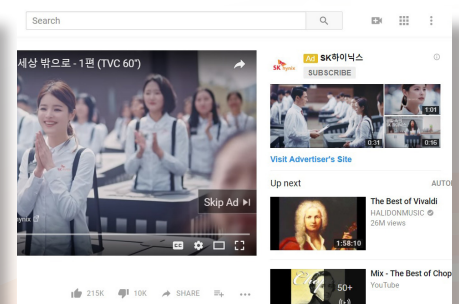 Search
세상 밖으로 - 1편 (TVC 60")
Skip Ad
Ad SK하이닉스
SUBSCRIBE
SK hynix
1:01
0:31
0:16
Visit Advertiser's Site
Up next
The Best of Vivaldi
HALIDONMUSIC
26M views
1:58:10
Mix - The Best of Chop
YouTube
50+
215K
10K
SHARE